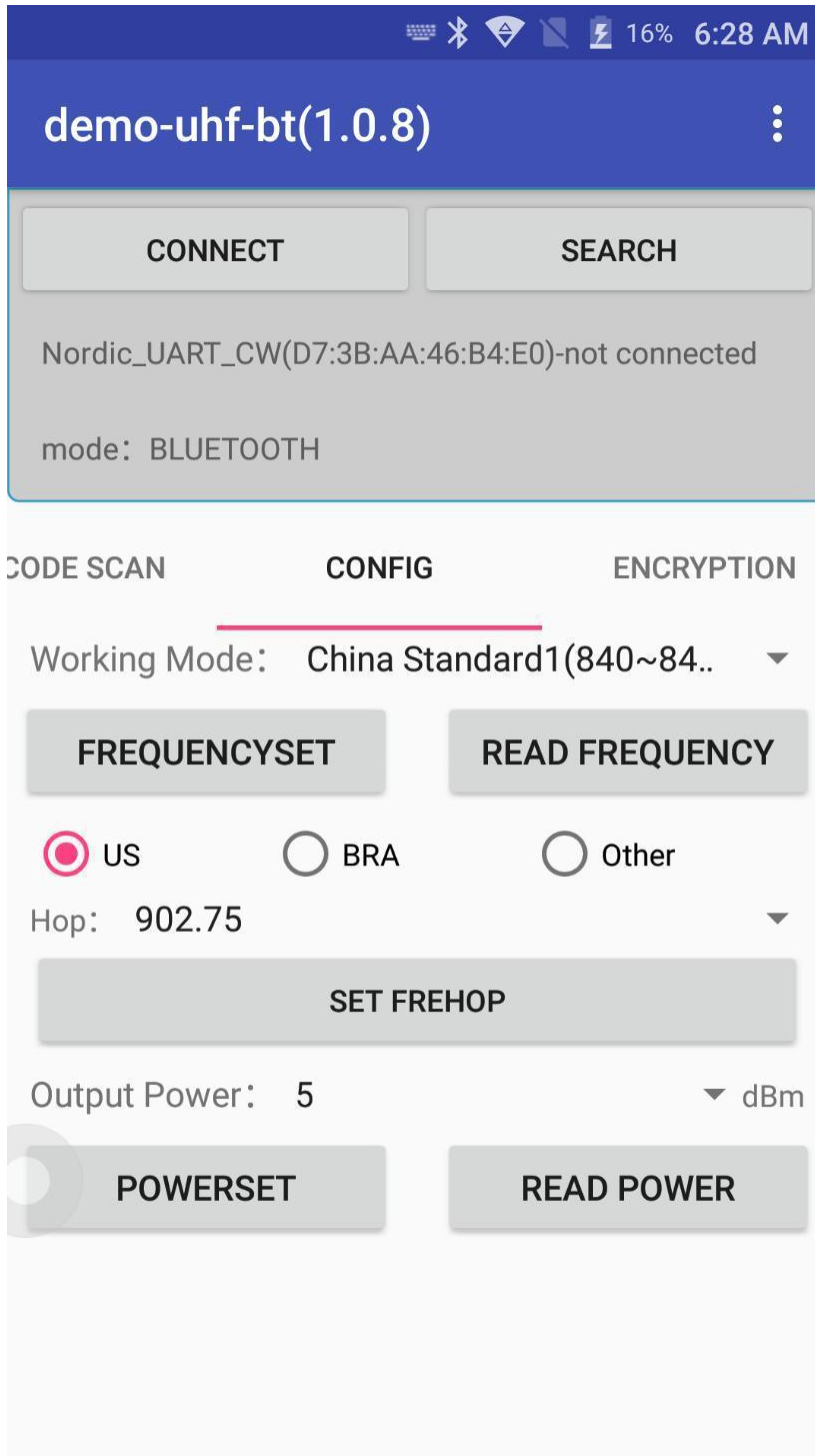 16% 6:28 AM
demo-uhf-bt(1.0.8)
CONNECT SEARCH
Nordic_UART_CW(D7:3B:AA:46:B4:E0)-not connected
mode：BLUETOOTH
CODE SCAN CONFIG ENCRYPTION
Working Mode： China Standard1(840~84..
FREQUENCYSET READ FREQUENCY
US BRA Other
Hop： 902.75
SET FREHOP
Output Power： 5 dBm
POWERSET READ POWER